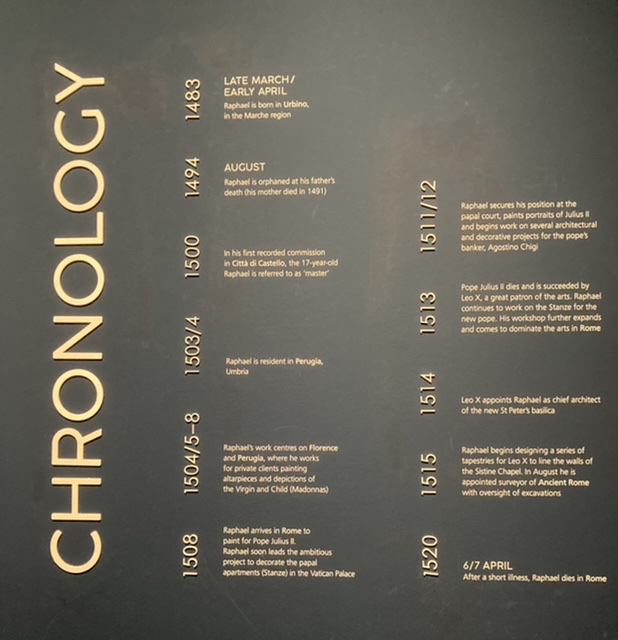 CHRONOLOGY
1483
LATE MARCH/
EARLY APRIL
Raphael is born in Urbino,
in the Marche region
1494
AUGUST
Raphael is orphaned at his father's
death (his mother died in 1491)
1500
In his first recorded commission
in Città di Castello, the 17-year-old
Raphael is referred to as 'master'
1503/4
Raphael is resident in Perugia,
Umbria
1504/5–8
Raphael's work centres on Florence
and Perugia, where he works
for private clients painting
altarpieces and depictions of
the Virgin and Child (Madonnas)
1508
Raphael arrives in Rome to
paint for Pope Julius II.
Raphael soon leads the ambitious
project to decorate the papal
apartments (Stanze) in the Vatican Palace
1511/12
Raphael secures his position at the
papal court, paints portraits of Julius II
and begins work on several architectural
and decorative projects for the pope's
banker, Agostino Chigi
1513
Pope Julius II dies and is succeeded by
Leo X, a great patron of the arts. Raphael
continues to work on the Stanze for the
new pope. His workshop further expands
and comes to dominate the arts in Rome
1514
Leo X appoints Raphael as chief architect
of the new St Peter's basilica
1515
Raphael begins designing a series of
tapestries for Leo X to line the walls of
the Sistine Chapel. In August he is
appointed surveyor of Ancient Rome
with oversight of excavations
1520
6/7 APRIL
After a short illness, Raphael dies in Rome